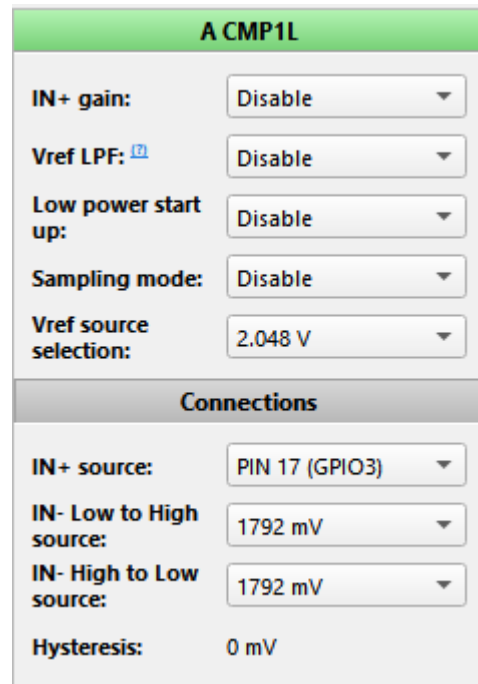 A CMP1L
IN+ gain: Disable
Vref LPF: (?) Disable
Low power start
up: Disable
Sampling mode: Disable
Vref source
selection: 2.048 V
Connections
IN+ source: PIN 17 (GPIO3)
IN- Low to High
source: 1792 mV
IN- High to Low
source: 1792 mV
Hysteresis: 0 mV